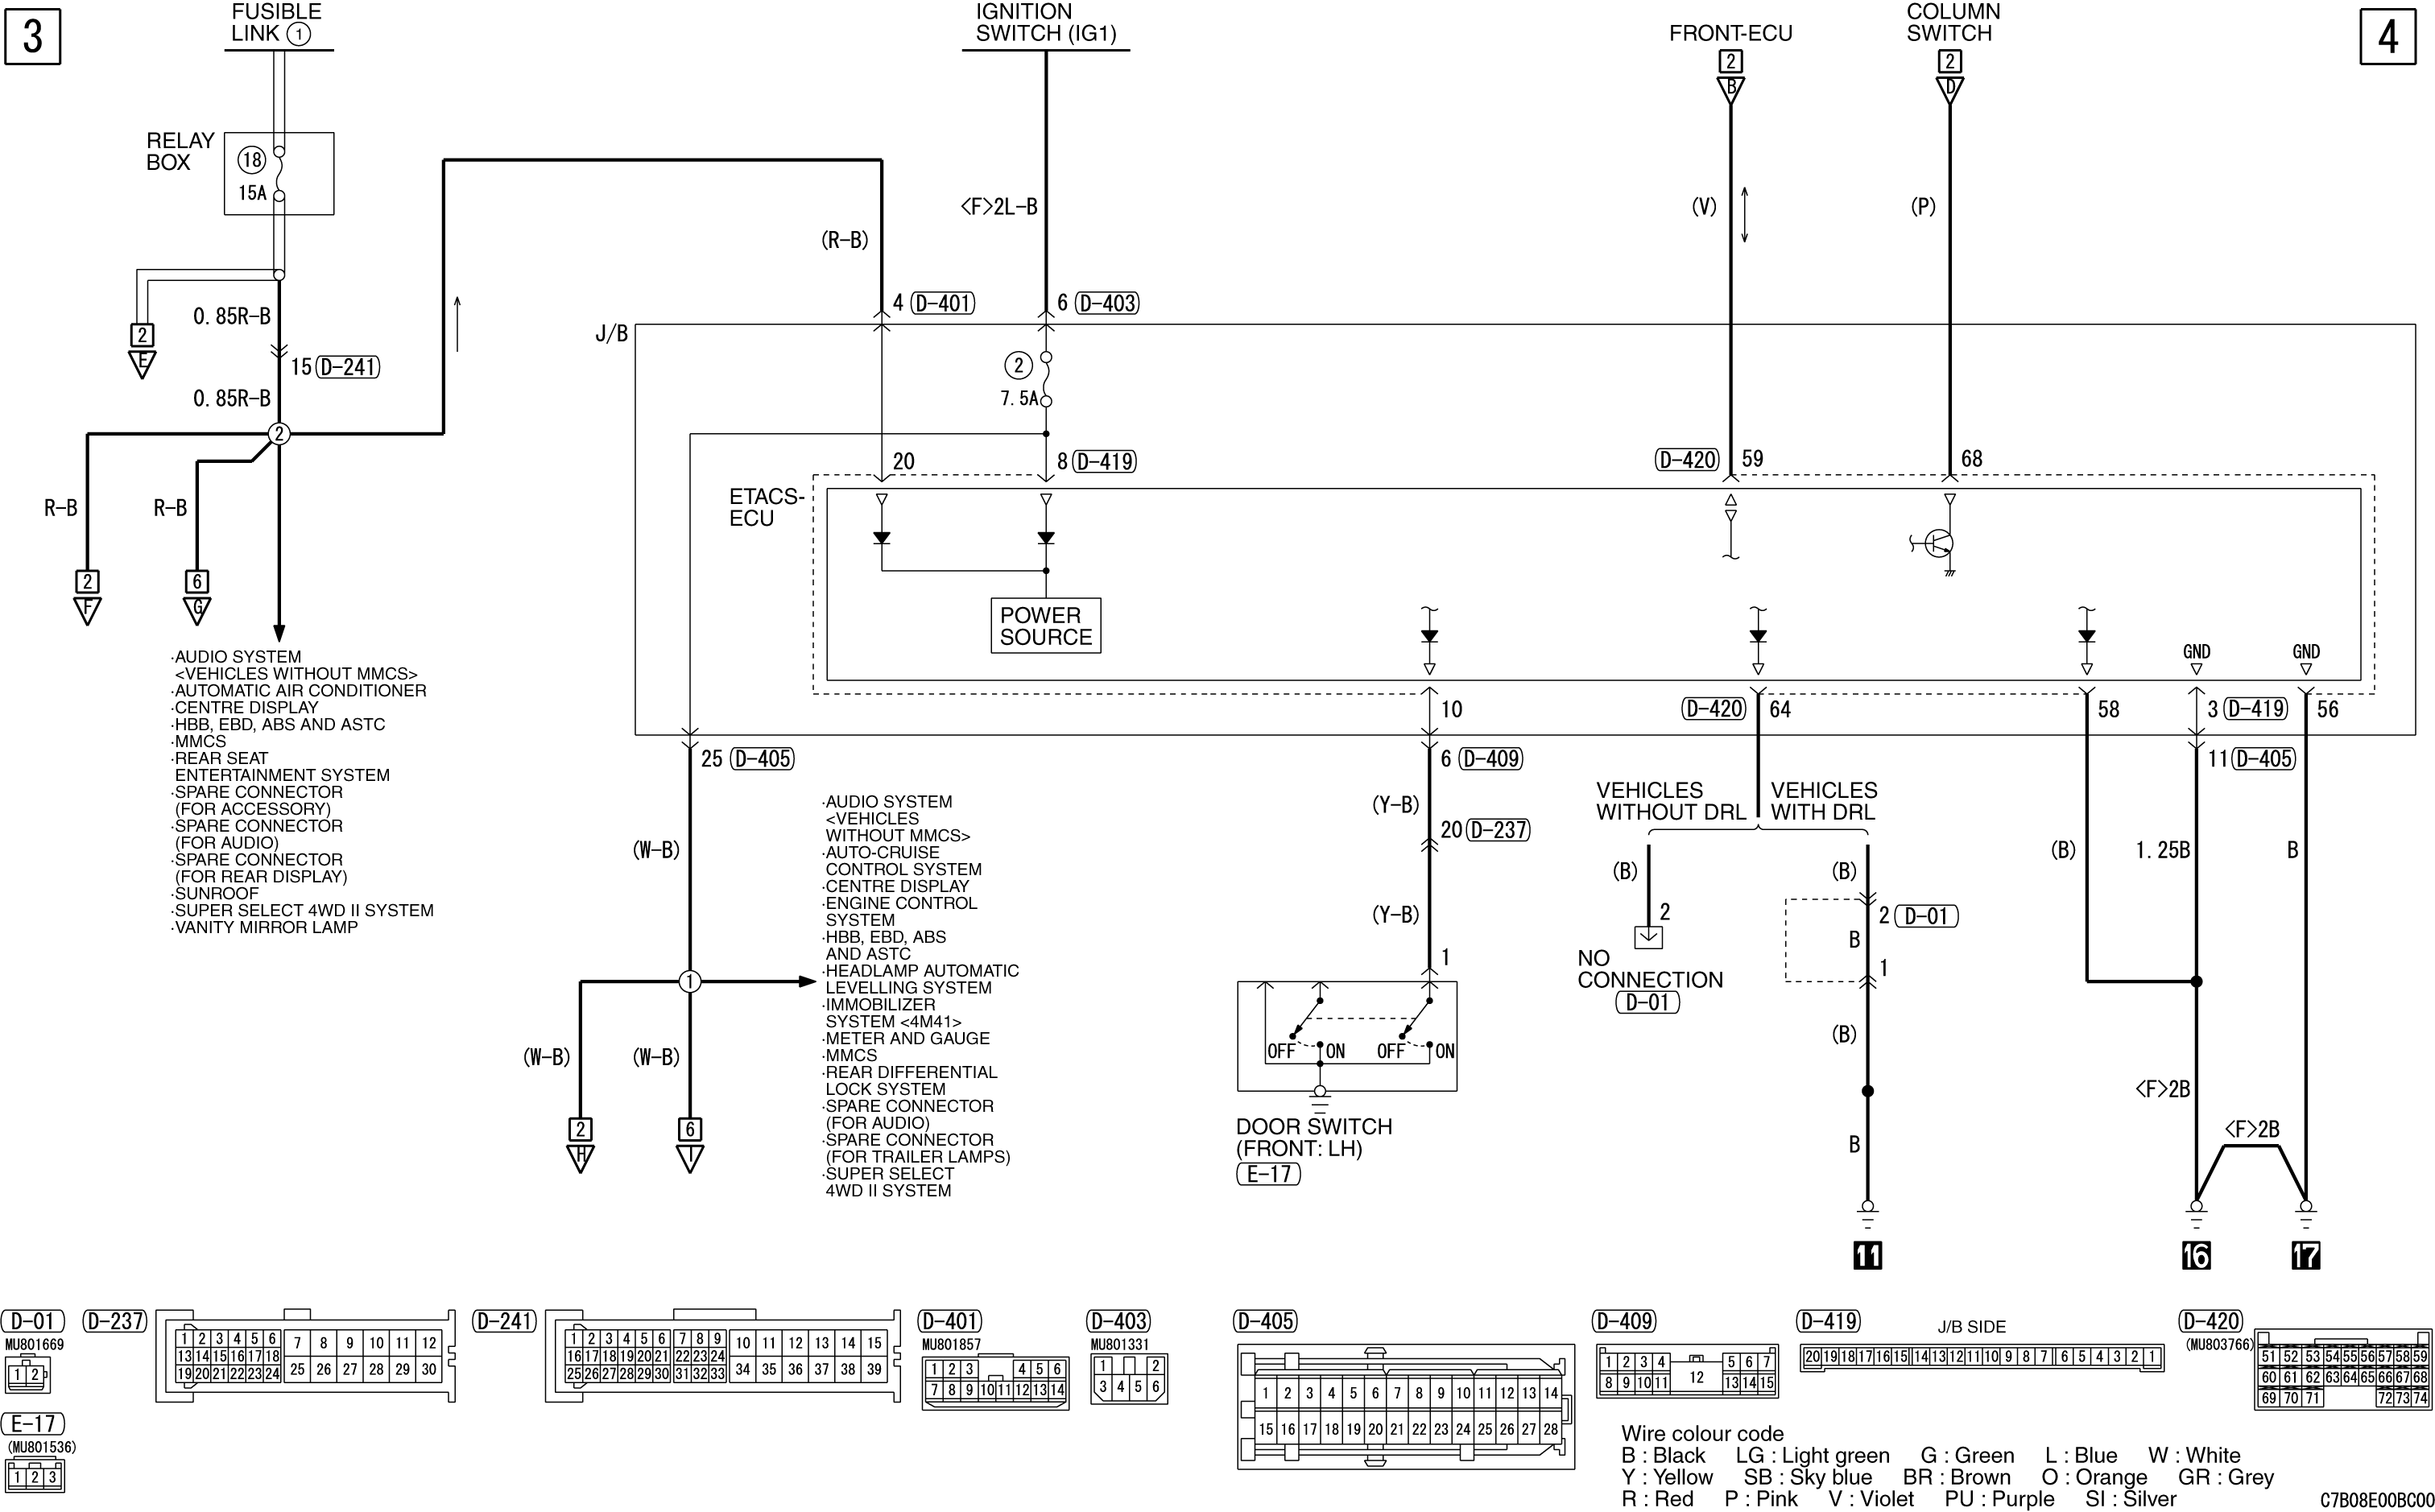 3
FUSIBLE
LINK ①
IGNITION
SWITCH (IG1)
FRONT-ECU
2
B
COLUMN
SWITCH
2
D
4
RELAY
BOX
18
15A
(R-B)
<F>2L-B
(V)
(P)
0.85R-B
2
E
15 D-241
0.85R-B
2
4 D-401
6 D-403
J/B
2
7.5A
20
8 D-419
D-420 59
68
R-B
R-B
2
F
6
G
ETACS-
ECU
POWER
SOURCE
GND
GND
·AUDIO SYSTEM
<VEHICLES WITHOUT MMCS>
·AUTOMATIC AIR CONDITIONER
·CENTRE DISPLAY
·HBB, EBD, ABS AND ASTC
·MMCS
·REAR SEAT
ENTERTAINMENT SYSTEM
·SPARE CONNECTOR
(FOR ACCESSORY)
·SPARE CONNECTOR
(FOR AUDIO)
·SPARE CONNECTOR
(FOR REAR DISPLAY)
·SUNROOF
·SUPER SELECT 4WD II SYSTEM
·VANITY MIRROR LAMP
10
D-420 64
58
3 D-419
56
25 D-405
6 D-409
11 D-405
(W-B)
1
(W-B)
(W-B)
2
H
6
I
·AUDIO SYSTEM
<VEHICLES
WITHOUT MMCS>
·AUTO-CRUISE
CONTROL SYSTEM
·CENTRE DISPLAY
·ENGINE CONTROL
SYSTEM
·HBB, EBD, ABS
AND ASTC
·HEADLAMP AUTOMATIC
LEVELLING SYSTEM
·IMMOBILIZER
SYSTEM <4M41>
·METER AND GAUGE
·MMCS
·REAR DIFFERENTIAL
LOCK SYSTEM
·SPARE CONNECTOR
(FOR AUDIO)
·SPARE CONNECTOR
(FOR TRAILER LAMPS)
·SUPER SELECT
4WD II SYSTEM
(Y-B)
20 D-237
(Y-B)
1
OFF ON OFF ON
DOOR SWITCH
(FRONT: LH)
E-17
VEHICLES
WITHOUT DRL
VEHICLES
WITH DRL
(B)
2
NO
CONNECTION
D-01
(B)
2 D-01
B
1
(B)
B
11
(B)
1.25B
B
<F>2B
<F>2B
16
17
D-01
MU801669
1 2
E-17
(MU801536)
1 2 3
D-237
1 2 3 4 5 6 7 8 9 10 11 12
13 14 15 16 17 18
19 20 21 22 23 24 25 26 27 28 29 30
D-241
1 2 3 4 5 6 7 8 9 10 11 12 13 14 15
16 17 18 19 20 21 22 23 24
25 26 27 28 29 30 31 32 33 34 35 36 37 38 39
D-401
MU801857
1 2 3 4 5 6
7 8 9 10 11 12 13 14
D-403
MU801331
1 2
3 4 5 6
D-405
1 2 3 4 5 6 7 8 9 10 11 12 13 14
15 16 17 18 19 20 21 22 23 24 25 26 27 28
D-409
1 2 3 4 5 6 7
8 9 10 11 12 13 14 15
D-419
J/B SIDE
20 19 18 17 16 15 14 13 12 11 10 9 8 7 6 5 4 3 2 1
D-420
(MU803766)
51 52 53 54 55 56 57 58 59
60 61 62 63 64 65 66 67 68
69 70 71 72 73 74
Wire colour code
B : Black LG : Light green G : Green L : Blue W : White
Y : Yellow SB : Sky blue BR : Brown O : Orange GR : Grey
R : Red P : Pink V : Violet PU : Purple SI : Silver
C7B08E00BC00